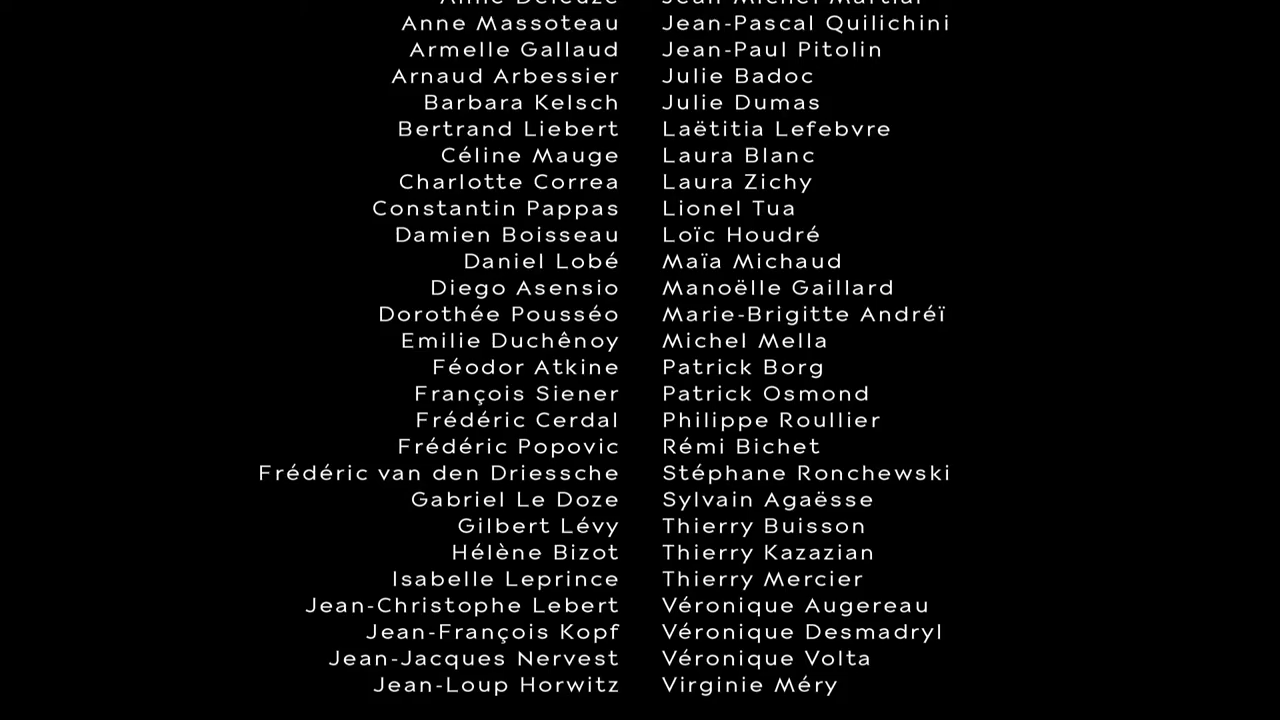 Anne Deleuze Jean-Michel Martial
Anne Massoteau Jean-Pascal Quilichini
Armelle Gallaud Jean-Paul Pitolin
Arnaud Arbessier Julie Badoc
Barbara Kelsch Julie Dumas
Bertrand Liebert Laëtitia Lefebvre
Céline Mauge Laura Blanc
Charlotte Correa Laura Zichy
Constantin Pappas Lionel Tua
Damien Boisseau Loïc Houdré
Daniel Lobé Maïa Michaud
Diego Asensio Manoëlle Gaillard
Dorothée Pousséo Marie-Brigitte Andréï
Emilie Duchênoy Michel Mella
Féodor Atkine Patrick Borg
François Siener Patrick Osmond
Frédéric Cerdal Philippe Roullier
Frédéric Popovic Rémi Bichet
Frédéric van den Driessche Stéphane Ronchewski
Gabriel Le Doze Sylvain Agaësse
Gilbert Lévy Thierry Buisson
Hélène Bizot Thierry Kazazian
Isabelle Leprince Thierry Mercier
Jean-Christophe Lebert Véronique Augereau
Jean-François Kopf Véronique Desmadryl
Jean-Jacques Nervest Véronique Volta
Jean-Loup Horwitz Virginie Méry